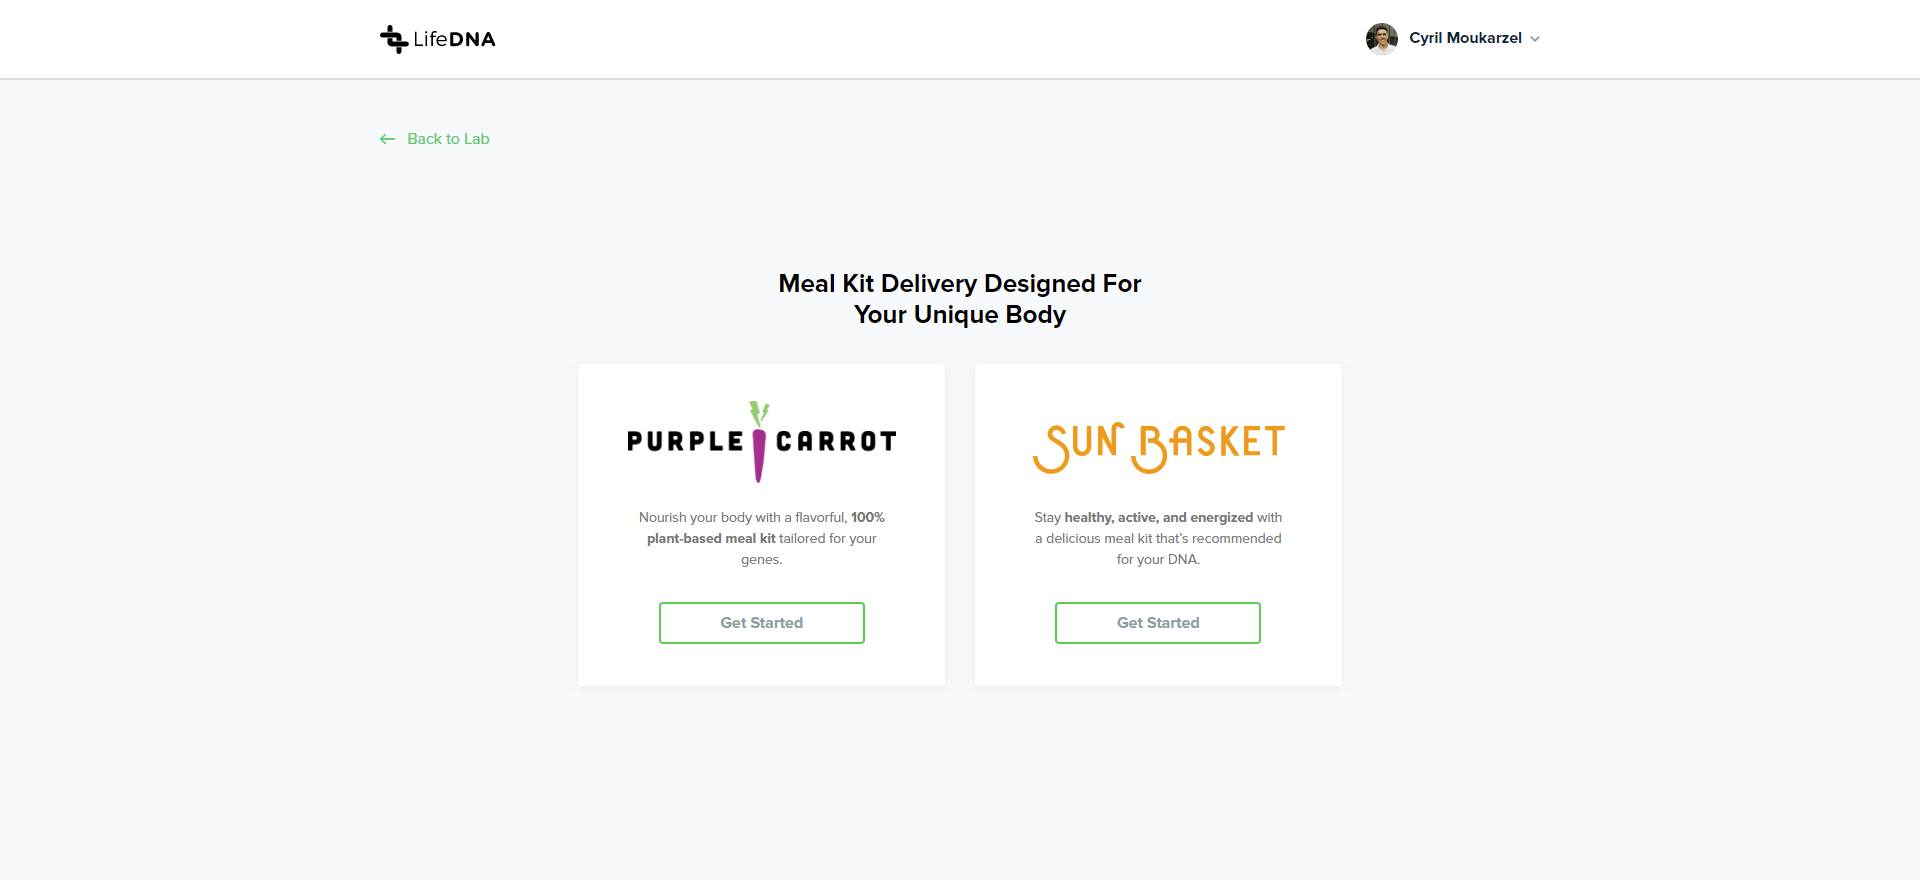 LifeDNA
Cyril Moukarzel
Back to Lab
Meal Kit Delivery Designed For
Your Unique Body
PURPLE CARROT
Nourish your body with a flavorful, 100%
plant-based meal kit tailored for your
genes.
Get Started
SUN BASKET
Stay healthy, active, and energized with
a delicious meal kit that's recommended
for your DNA.
Get Started